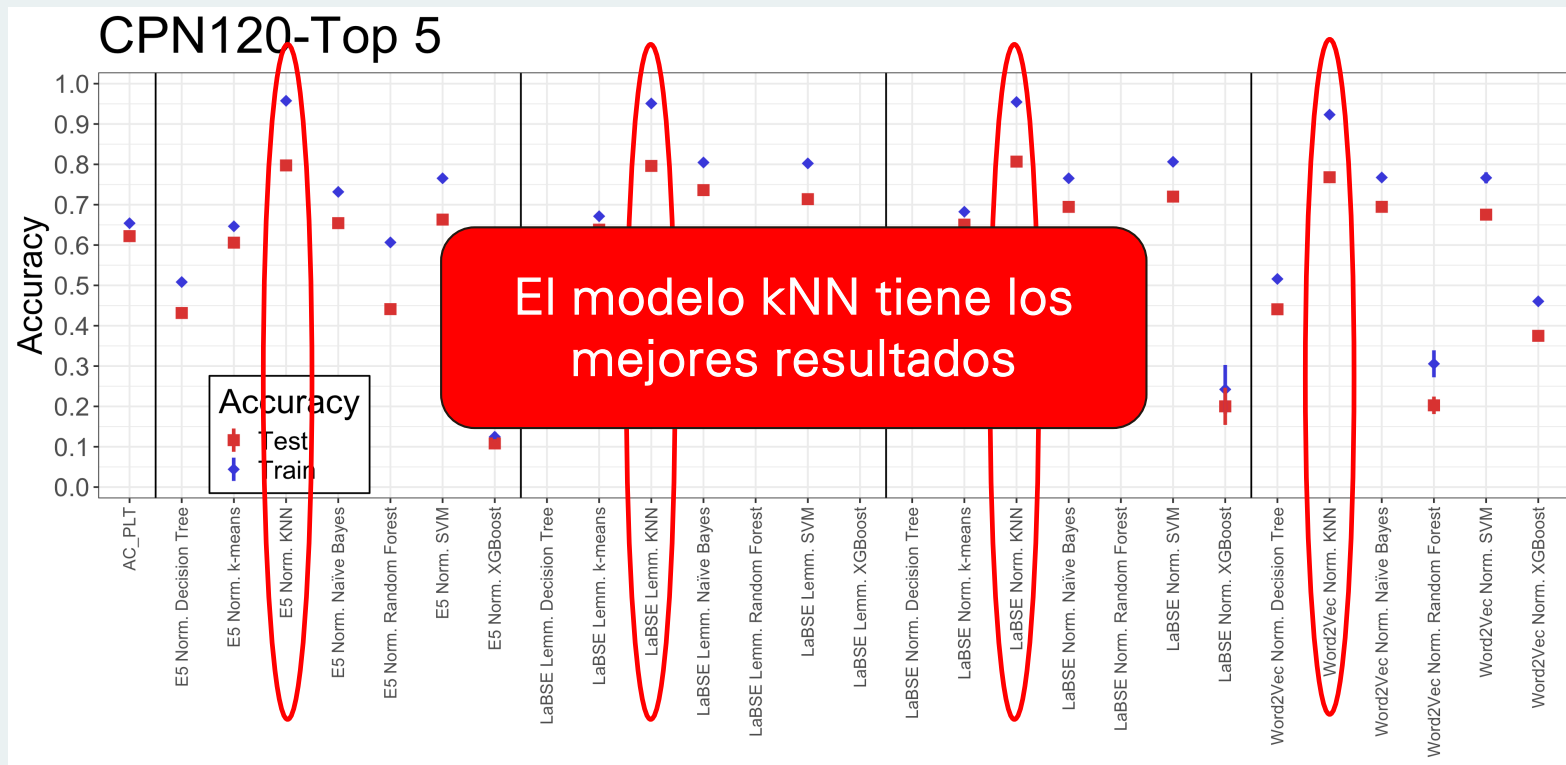 CPN120-Top 5
1.0
0.9
0.8
0.7
0.6
0.5
0.4
0.3
0.2
0.1
0.0
Accuracy
El modelo kNN tiene los
mejores resultados
Accuracy
Test
Train
AC_PLT
E5 Norm. Decision Tree
E5 Norm. k-means
E5 Norm. KNN
E5 Norm. Naïve Bayes
E5 Norm. Random Forest
E5 Norm. SVM
E5 Norm. XGBoost
LaBSE Lemm. Decision Tree
LaBSE Lemm. k-means
LaBSE Lemm. KNN
LaBSE Lemm. Naïve Bayes
LaBSE Lemm. Random Forest
LaBSE Lemm. SVM
LaBSE Lemm. XGBoost
LaBSE Norm. Decision Tree
LaBSE Norm. k-means
LaBSE Norm. KNN
LaBSE Norm. Naïve Bayes
LaBSE Norm. Random Forest
LaBSE Norm. SVM
LaBSE Norm. XGBoost
Word2Vec Norm. Decision Tree
Word2Vec Norm. KNN
Word2Vec Norm. Naïve Bayes
Word2Vec Norm. Random Forest
Word2Vec Norm. SVM
Word2Vec Norm. XGBoost